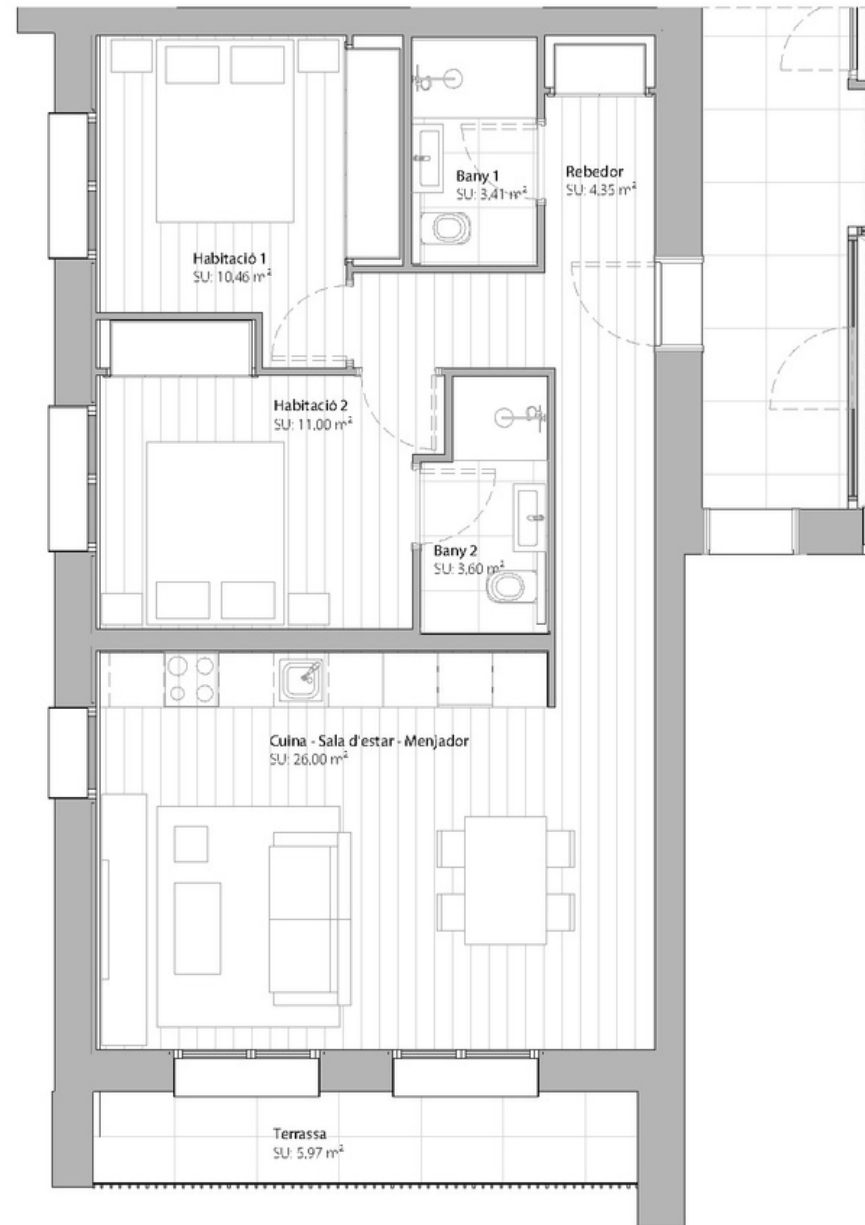 Bany 1
SU: 3,41 m²
Rebedor
SU: 4,35 m²
Habitació 1
SU: 10,46 m²
Habitació 2
SU: 11,00 m²
Bany 2
SU: 3,60 m²
Cuina - Sala d'estar - Menjador
SU: 26,00 m²
Terrassa
SU: 5,97 m²